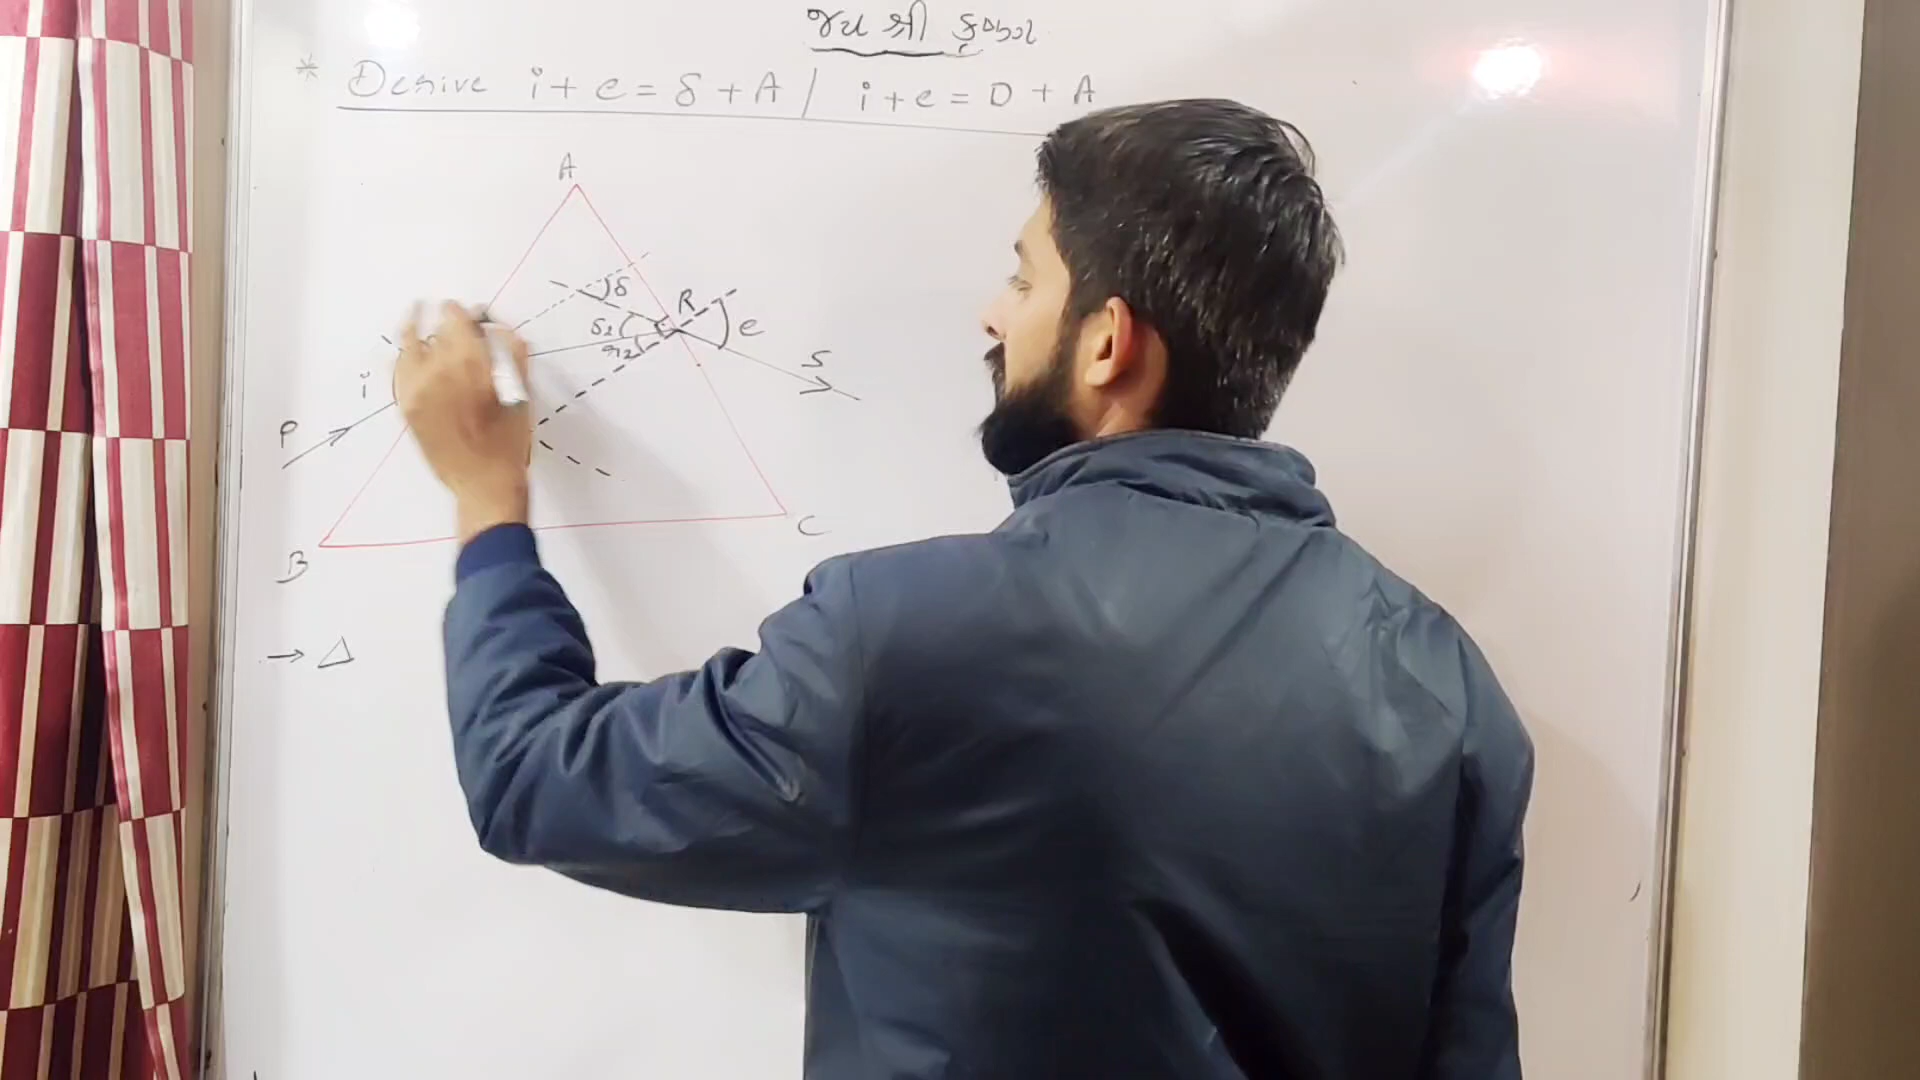 જય શ્રી કૃષ્ણ
* Derive i + e = δ + A / i + e = D + A
A
δ
R
δ₂
e
r₂
S
i
P
C
B
→ Δ